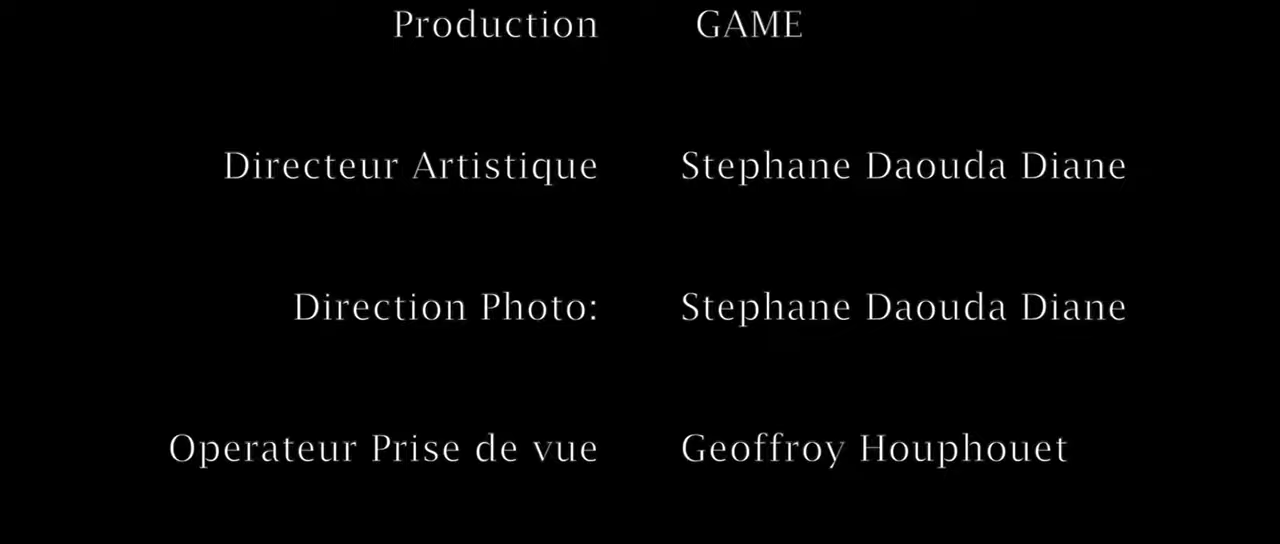 Production GAME
Directeur Artistique Stephane Daouda Diane
Direction Photo: Stephane Daouda Diane
Operateur Prise de vue Geoffroy Houphouet